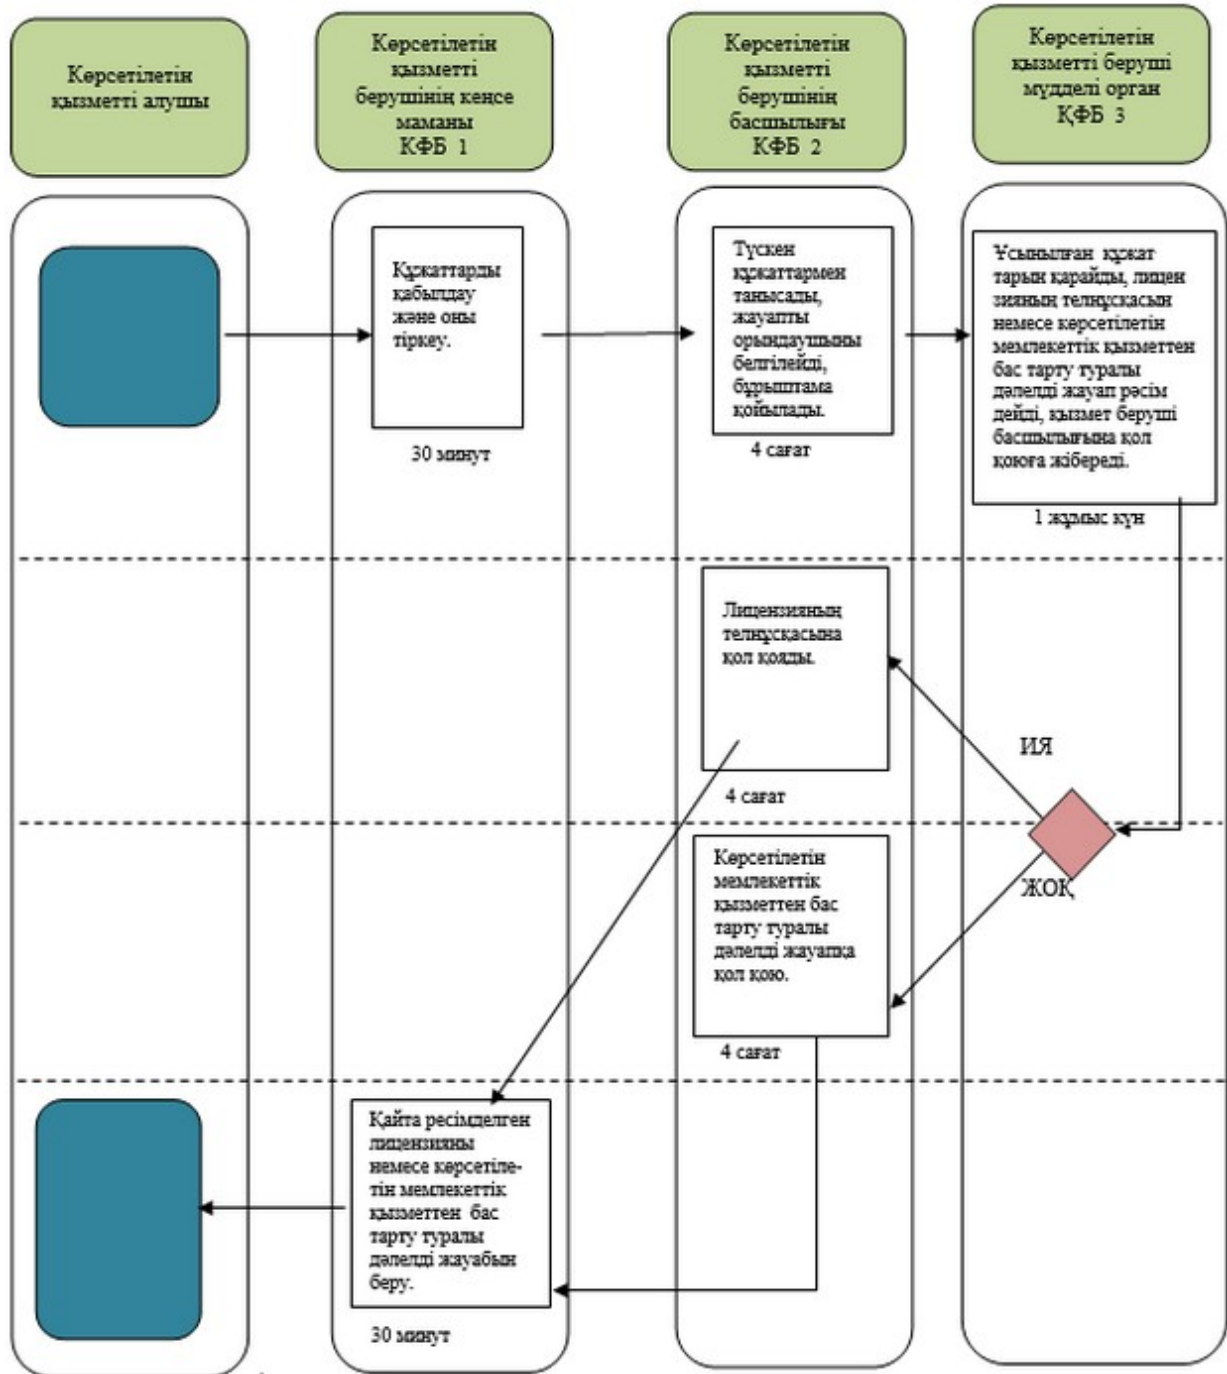 Көрсетілетін
қызметті алушы
Көрсетілетін
қызметті
берушінің кеңсе
маманы
КФБ 1
Көрсетілетін
қызметті
берушінің
басшылығы
КФБ 2
Көрсетілетін
қызметті беруші
мүдделі орган
ҚФБ 3
Құжаттарды
қабылдау
және оны
тіркеу.
30 минут
Түскен
құжаттармен
танысады,
жауапты
орындаушыны
белгілейді,
бұрыштама
қойылады.
4 сағат
Ұсынылған құжат
тарын қарайды, лицен
зияның телнұсқасын
немесе көрсетілетін
мемлекеттік қызметтен
бас тарту туралы
дәлелді жауап рәсім
дейді, қызмет беруші
басшылығына қол
қоюға жібереді.
1 жұмыс күн
Лицензияның
телнұсқасына
қол қояды.
4 сағат
ИЯ
ЖОҚ
Көрсетілетін
мемлекеттік
қызметтен бас
тарту туралы
дәлелді жауапқа
қол қою.
4 сағат
Қайта ресімделген
лицензияны
немесе көрсетіле-
тін мемлекеттік
қызметтен бас
тарту туралы
дәлелді жауабын
беру.
30 минут